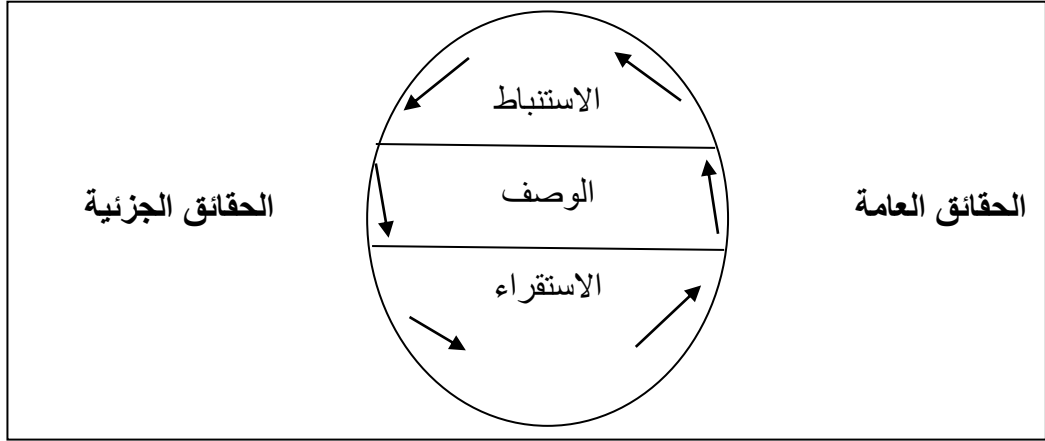 الاستنباط
الحقائق العامة
الوصف
الحقائق الجزئية
الاستقراء